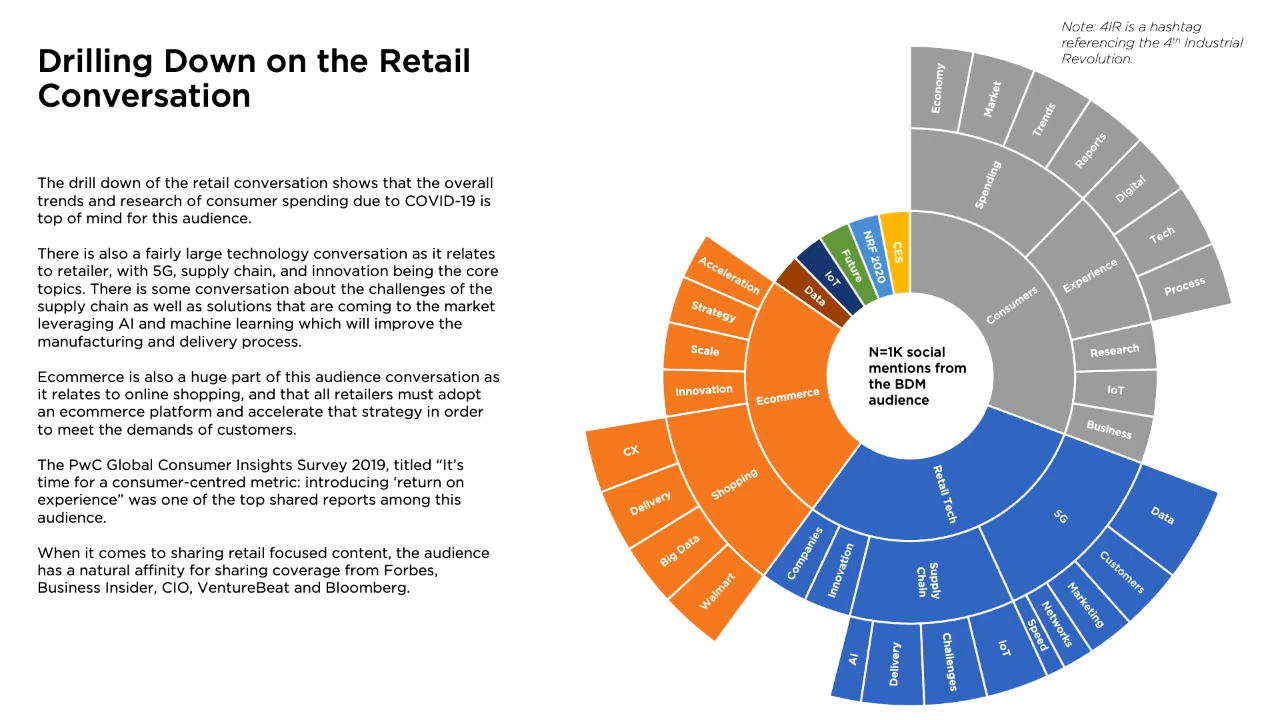 Note: 4IR is a hashtag
referencing the 4th Industrial
Revolution.
Drilling Down on the Retail
Conversation
The drill down of the retail conversation shows that the overall
trends and research of consumer spending due to COVID-19 is
top of mind for this audience.
There is also a fairly large technology conversation as it relates
to retailer, with 5G, supply chain, and innovation being the core
topics. There is some conversation about the challenges of the
supply chain as well as solutions that are coming to the market
leveraging AI and machine learning which will improve the
manufacturing and delivery process.
Ecommerce is also a huge part of this audience conversation as
it relates to online shopping, and that all retailers must adopt
an ecommerce platform and accelerate that strategy in order
to meet the demands of customers.
The PwC Global Consumer Insights Survey 2019, titled “It’s
time for a consumer-centred metric: introducing ‘return on
experience” was one of the top shared reports among this
audience.
When it comes to sharing retail focused content, the audience
has a natural affinity for sharing coverage from Forbes,
Business Insider, CIO, VentureBeat and Bloomberg.
N=1K social
mentions from
the BDM
audience
Consumers
Spending
Economy
Market
Trends
Reports
Experience
Digital
Tech
Process
Research
IoT
Business
Retail Tech
5G
Data
Customers
Marketing
Networks
Speed
Supply
Chain
IoT
Challenges
Delivery
AI
Innovation
Companies
Ecommerce
Shopping
Walmart
Big Data
Delivery
CX
Innovation
Scale
Strategy
Acceleration
Data
IoT
Future
NRF 2020
CES